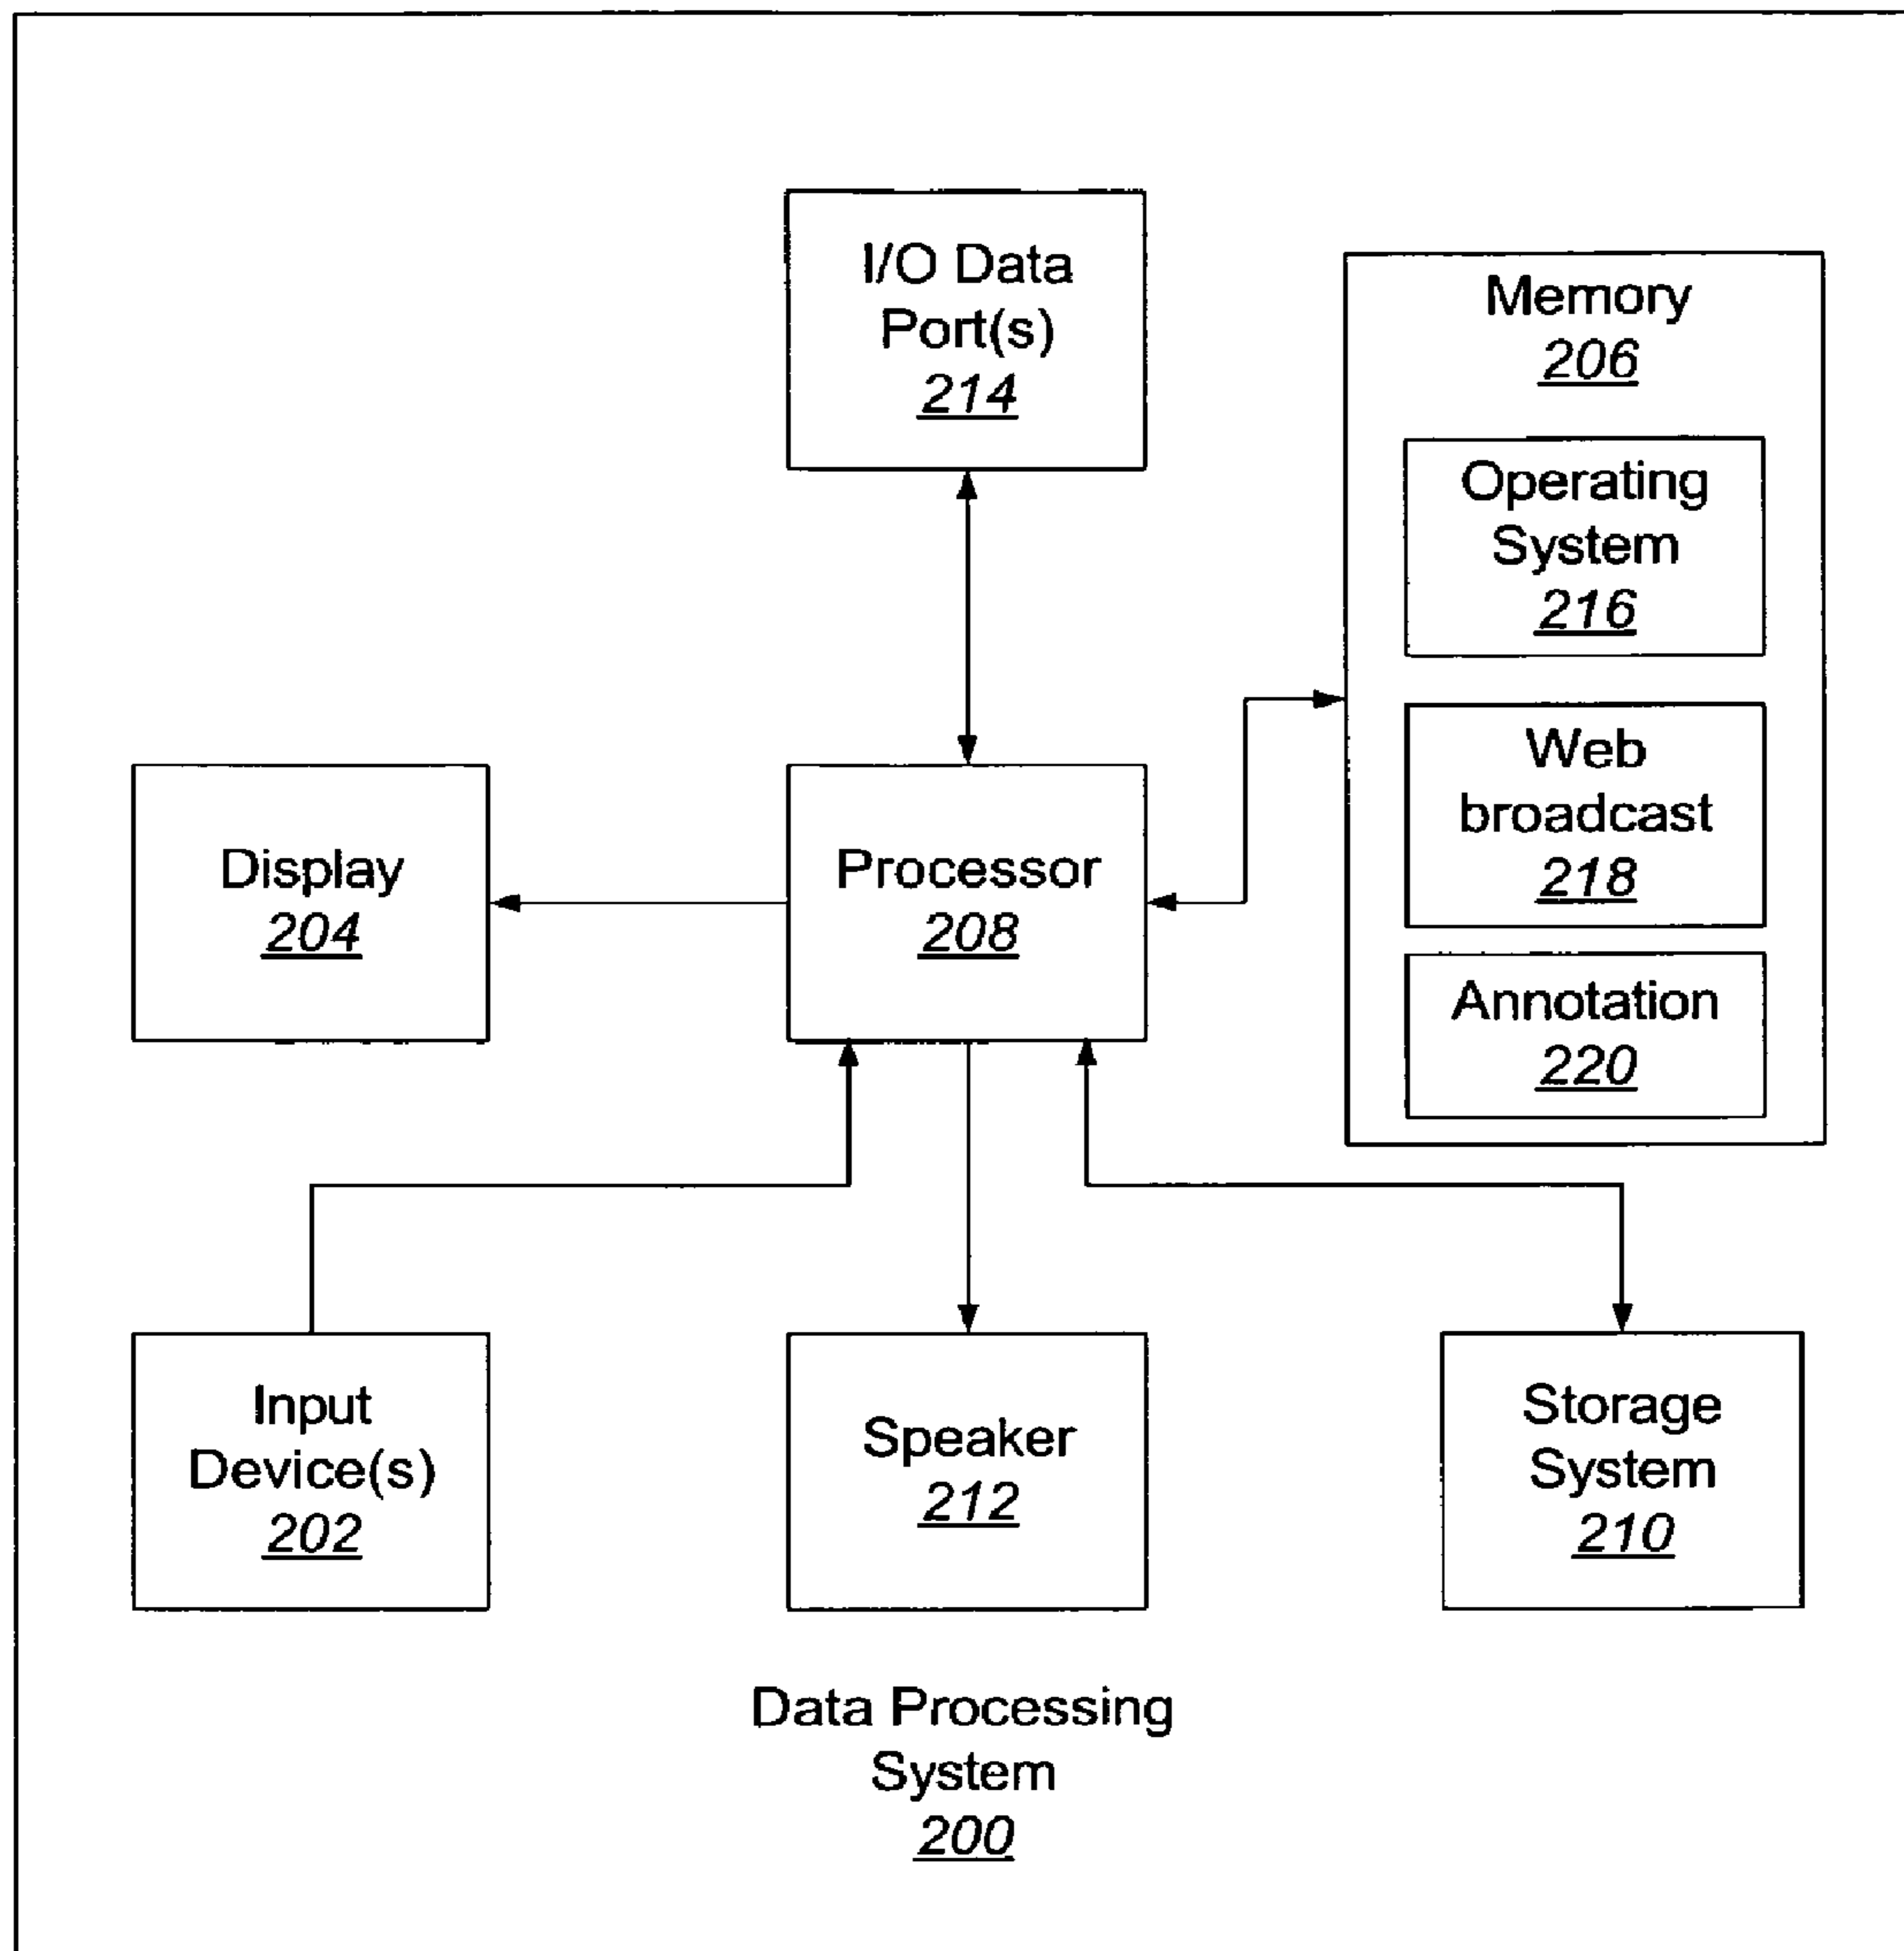 I/O Data
Port(s)
214
Memory
206
Operating
System
216
Web
broadcast
218
Annotation
220
Display
204
Processor
208
Input
Device(s)
202
Speaker
212
Storage
System
210
Data Processing
System
200